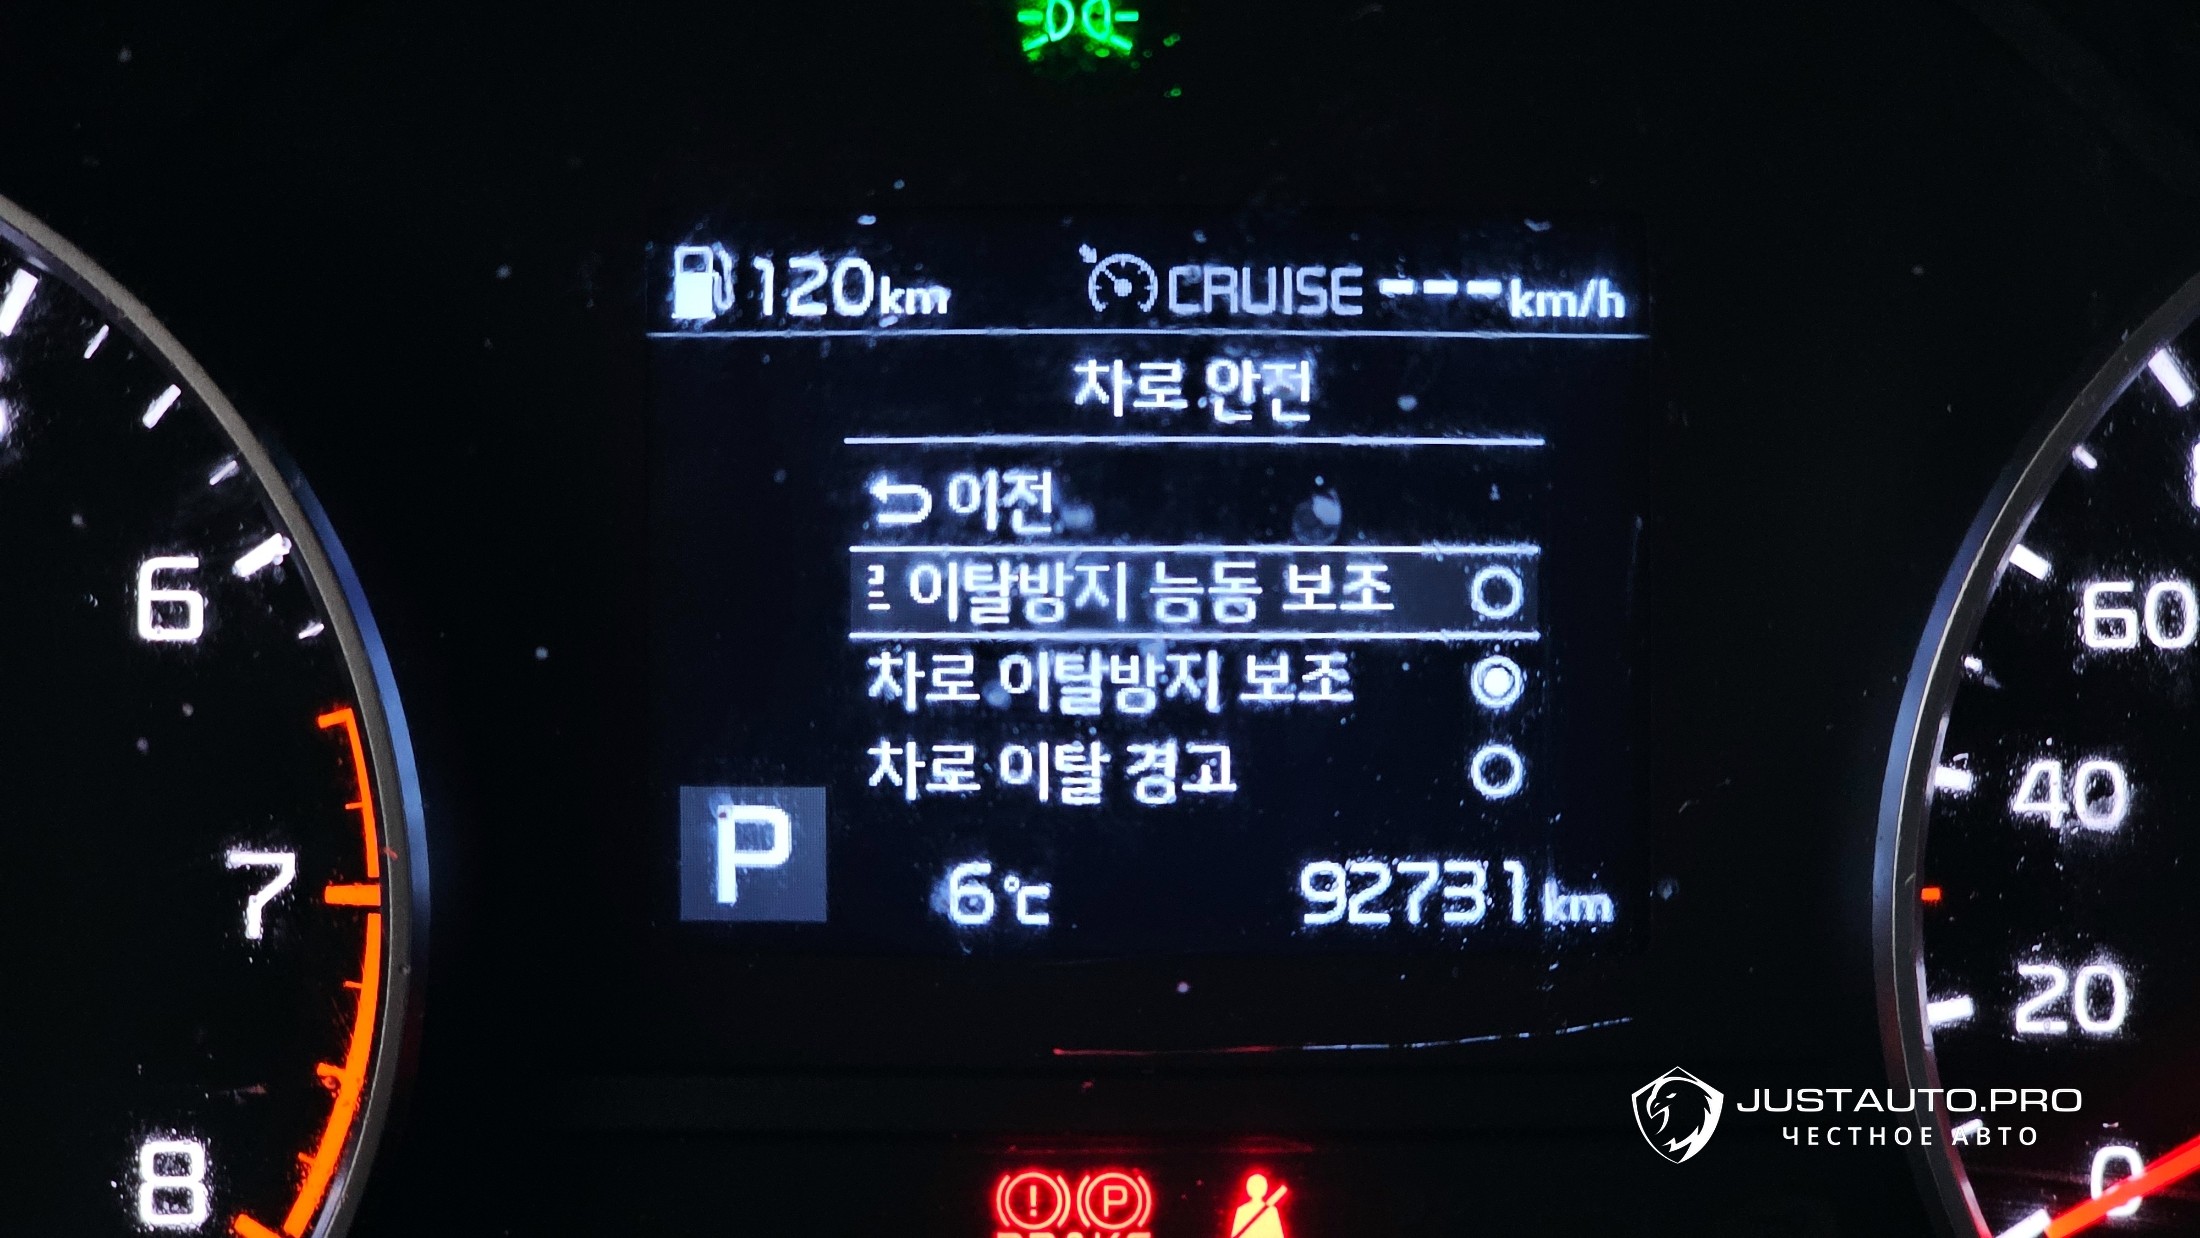 120km CRUISE ---km/h
차로 안전
이전
이탈방지 능동 보조
차로 이탈방지 보조
차로 이탈 경고
P 6℃ 92731km
6
7
8
60
40
20
0
JUSTAUTO.PRO
ЧЕСТНОЕ АВТО
(!) (P)
BRAKE